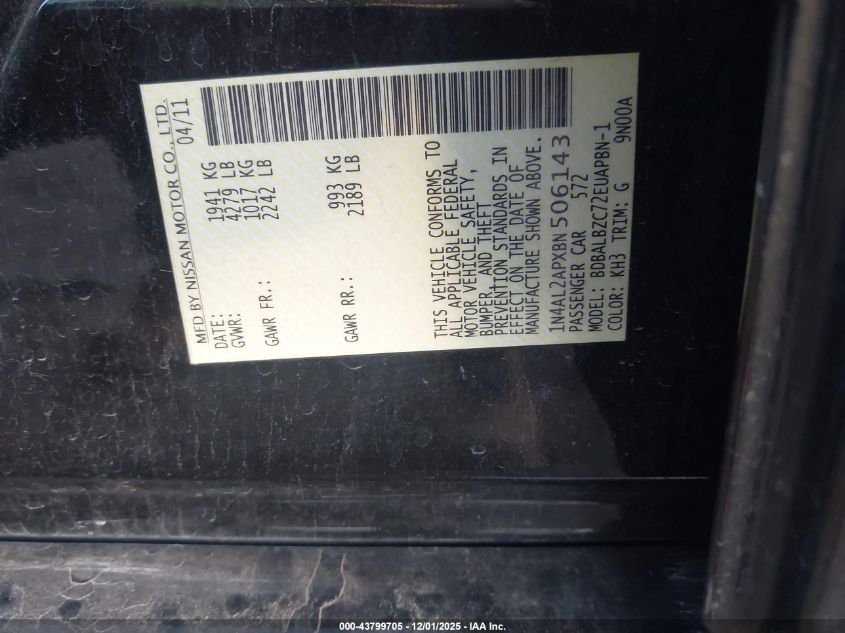 MFD BY NISSAN MOTOR CO., LTD.
DATE: 04/11
GVWR: 1941 KG
4279 LB
GAWR FR.: 1017 KG
2242 LB
GAWR RR.: 993 KG
2189 LB
THIS VEHICLE CONFORMS TO
ALL APPLICABLE FEDERAL
MOTOR VEHICLE SAFETY,
BUMPER, AND THEFT
PREVENTION STANDARDS IN
EFFECT ON THE DATE OF
MANUFACTURE SHOWN ABOVE.
1N4AL2APXBN506143
PASSENGER CAR 572
MODEL: BDBALBZC72EUAPBN-1
COLOR: KH3 TRIM: G 9N00A
000-43799705 - 12/01/2025 - IAA Inc.